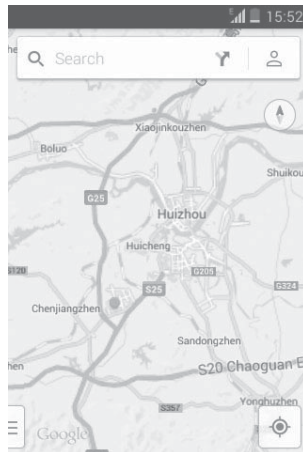 15:52
Search
G
Xiaojinkouzhen
Boluo
Shuikou
G25
Huizhou
Huicheng
S120
G205
S25
G324
Chenjiangzhen
Sandongzhen
hen
S20 Chaoguan E
Yonghuzhen
S357
Google